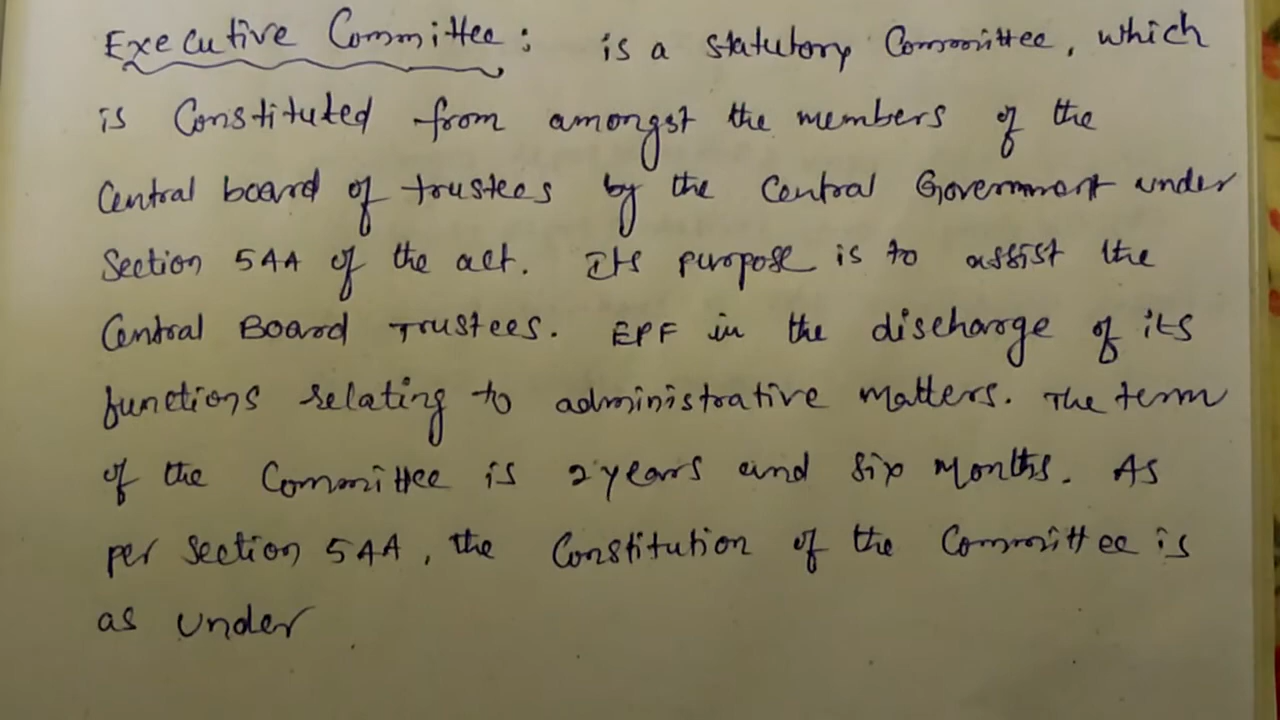 Executive Committee : is a statutory Committee, which
is Constituted from amongst the members of the
Central board of trustees by the Central Government under
Section 5AA of the act. Its purpose is to assist the
Central Board Trustees. EPF in the discharge of its
functions relating to administrative matters. The term
of the Committee is 2 years and six months. As
per section 5AA, the Constitution of the Committee is
as under